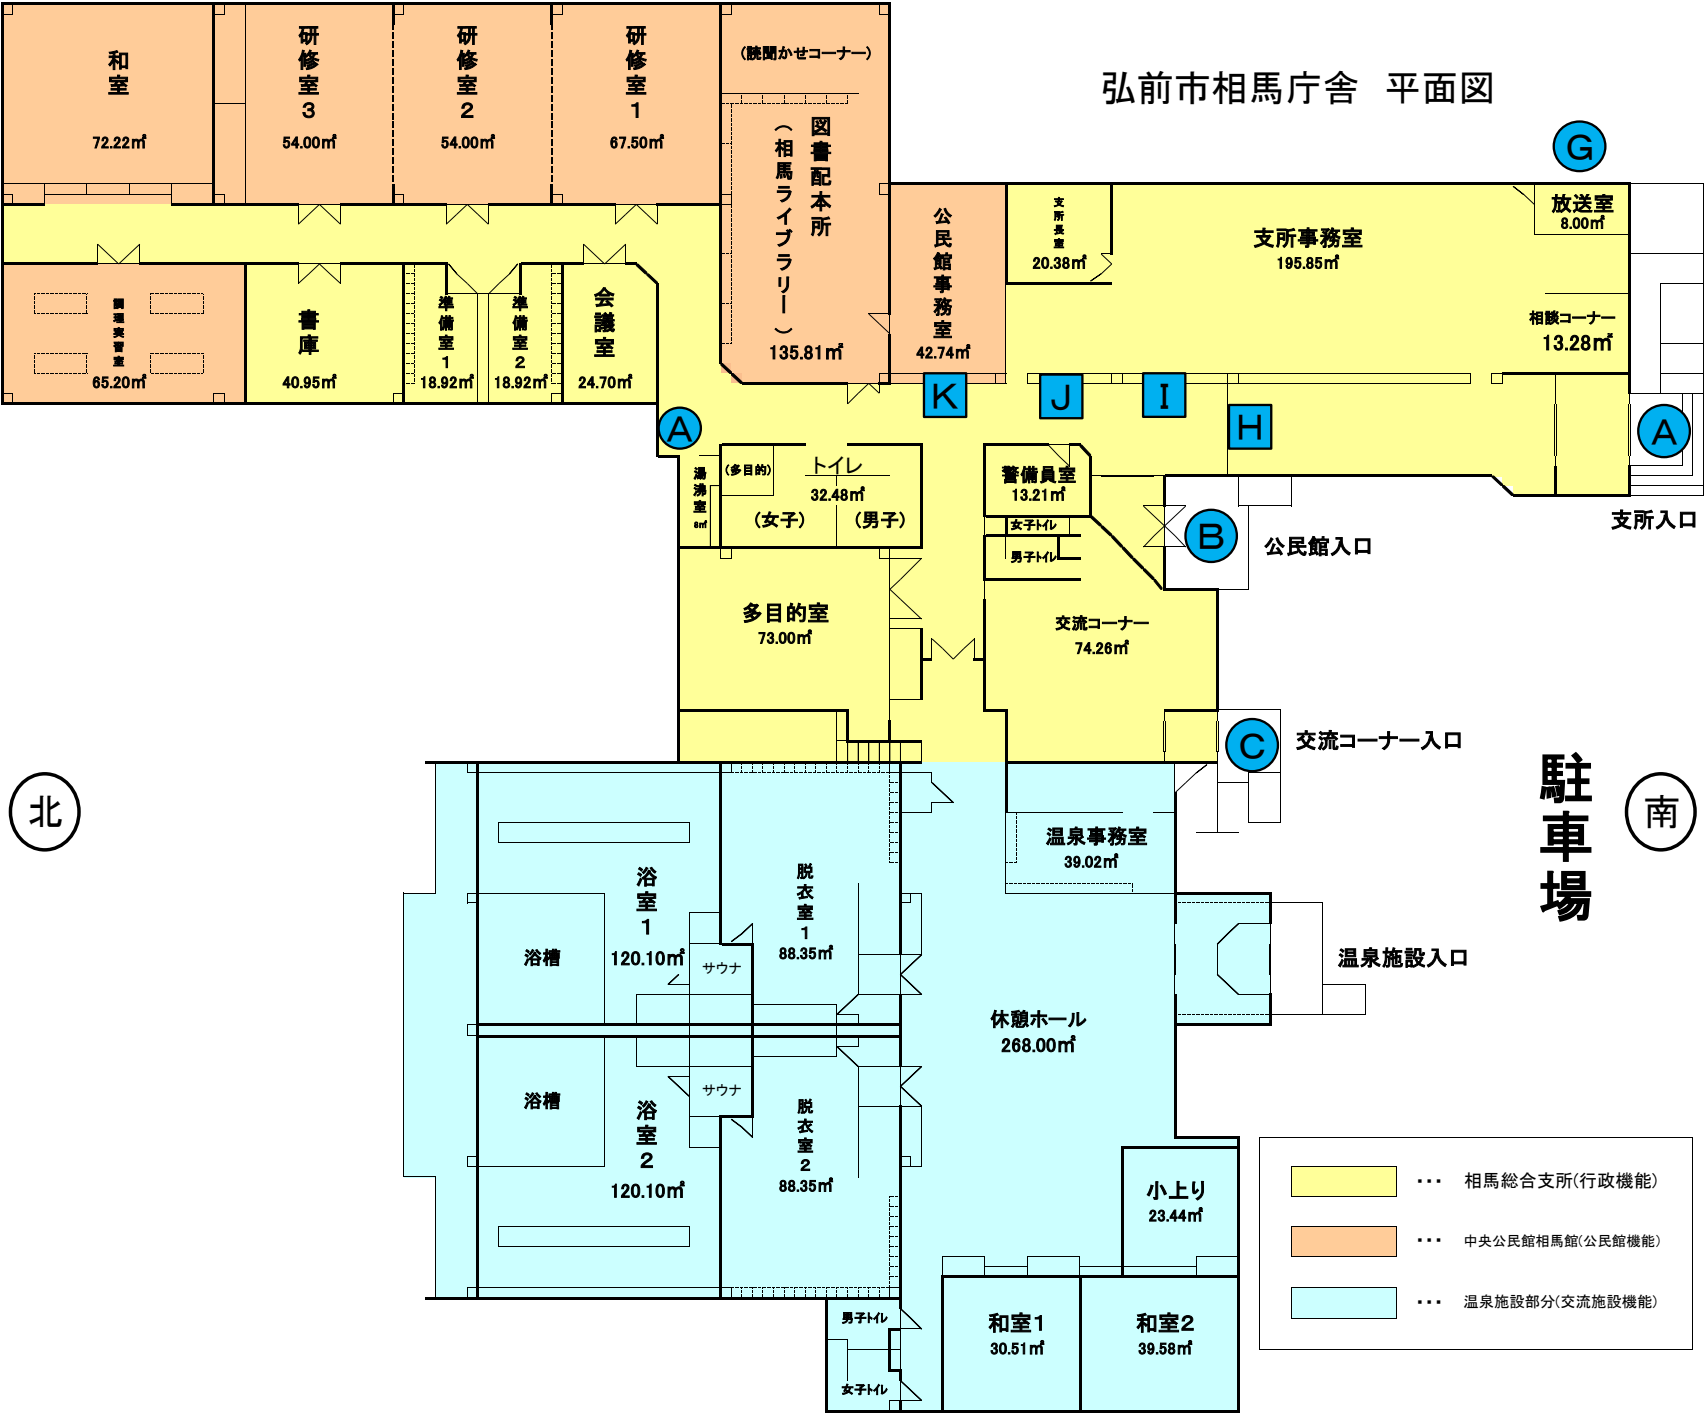 弘前市相馬庁舎　平面図
和室
72.22㎡
研修室３
54.00㎡
研修室２
54.00㎡
研修室１
67.50㎡
(読聞かせコーナー)
図書配本所
(相馬ライブラリー)
135.81㎡
公民館事務室
42.74㎡
支所長室
20.38㎡
支所事務室
195.85㎡
放送室
8.00㎡
相談コーナー
13.28㎡
G
調理実習室
65.20㎡
書庫
40.95㎡
準備室１
18.92㎡
準備室２
18.92㎡
会議室
24.70㎡
K
J
I
H
A
A
支所入口
湯沸室
8㎡
(多目的)
トイレ
32.48㎡
(女子)
(男子)
警備員室
13.21㎡
女子トイレ
男子トイレ
B
公民館入口
多目的室
73.00㎡
交流コーナー
74.26㎡
C
交流コーナー入口
北
南
駐車場
浴室１
120.10㎡
浴槽
サウナ
脱衣室１
88.35㎡
温泉事務室
39.02㎡
温泉施設入口
休憩ホール
268.00㎡
浴槽
浴室２
120.10㎡
サウナ
脱衣室２
88.35㎡
小上り
23.44㎡
男子トイレ
女子トイレ
和室１
30.51㎡
和室２
39.58㎡
･･･ 相馬総合支所(行政機能)
･･･ 中央公民館相馬館(公民館機能)
･･･ 温泉施設部分(交流施設機能)